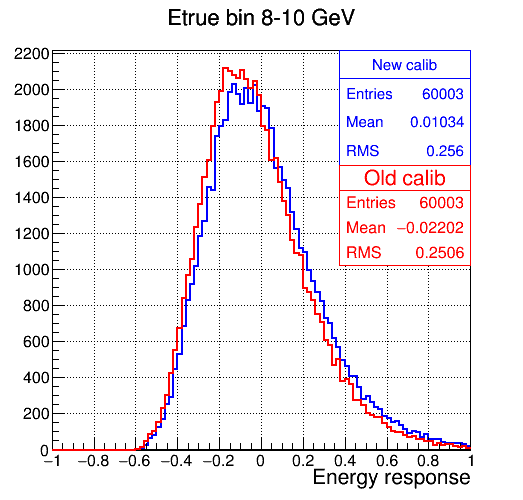 Etrue bin 8-10 GeV
New calib
Entries 60003
Mean 0.01034
RMS 0.256
Old calib
Entries 60003
Mean −0.02202
RMS 0.2506
2200
2000
1800
1600
1400
1200
1000
800
600
400
200
0
−1 −0.8 −0.6 −0.4 −0.2 0 0.2 0.4 0.6 0.8 1
Energy response